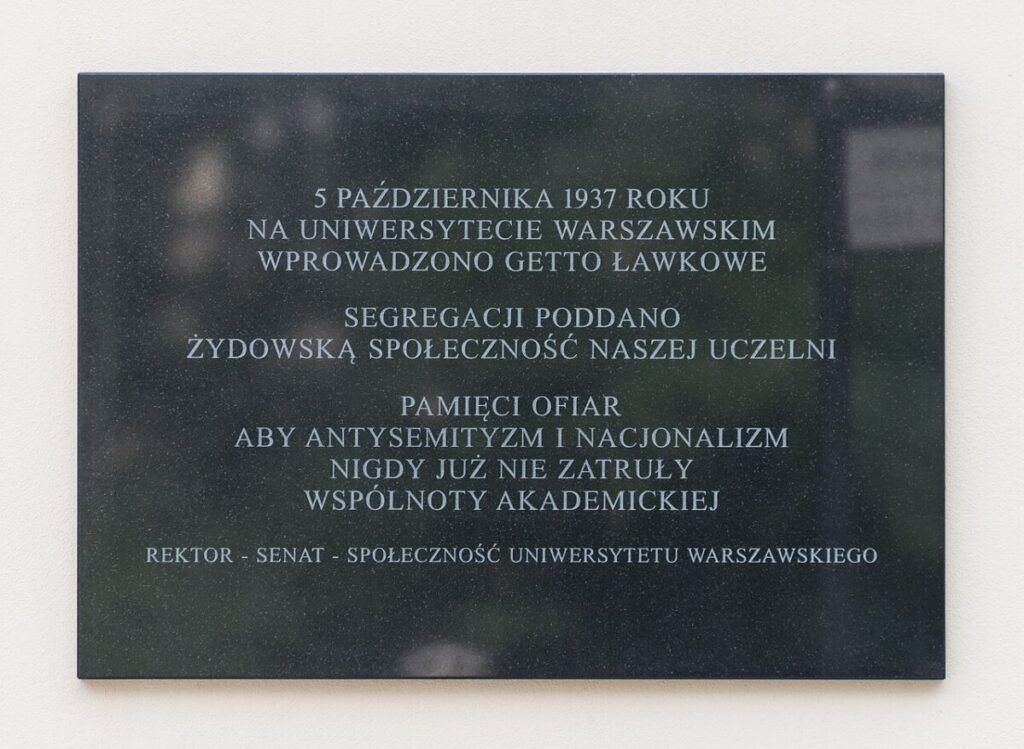 5 PAŹDZIERNIKA 1937 ROKU
NA UNIWERSYTECIE WARSZAWSKIM
WPROWADZONO GETTO ŁAWKOWE
SEGREGACJI PODDANO
ŻYDOWSKĄ SPOŁECZNOŚĆ NASZEJ UCZELNI
PAMIĘCI OFIAR
ABY ANTYSEMITYZM I NACJONALIZM
NIGDY JUŻ NIE ZATRUŁY
WSPÓLNOTY AKADEMICKIEJ
REKTOR - SENAT - SPOŁECZNOŚĆ UNIWERSYTETU WARSZAWSKIEGO